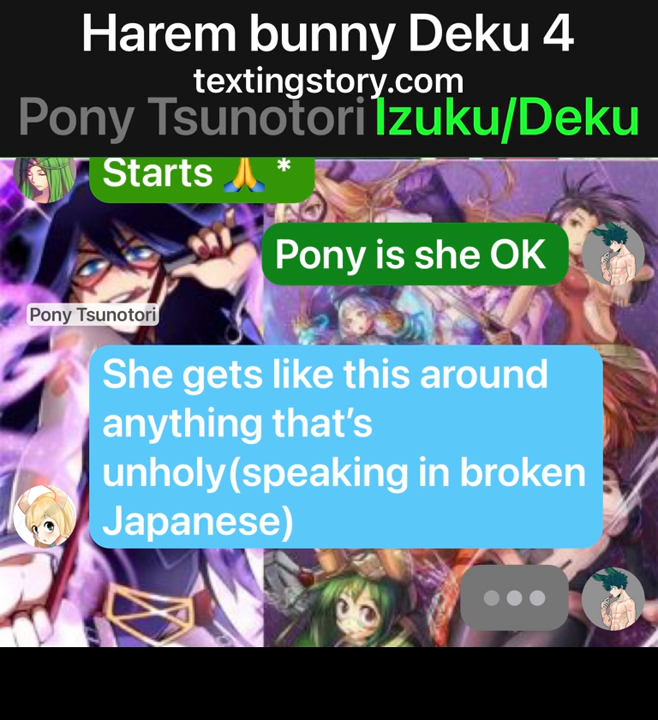 Harem bunny Deku 4
textingstory.com
Pony Tsunotori Izuku/Deku
Starts 🙏 *
Pony is she OK
Pony Tsunotori
She gets like this around
anything that’s
unholy(speaking in broken
Japanese)